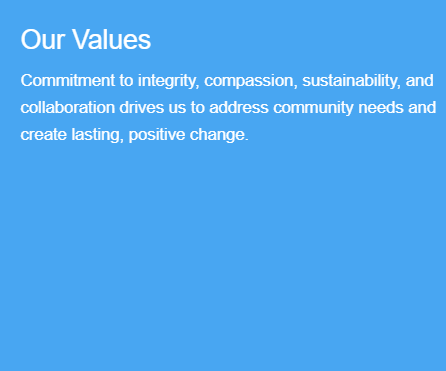 Our Values
Commitment to integrity, compassion, sustainability, and
collaboration drives us to address community needs and
create lasting, positive change.